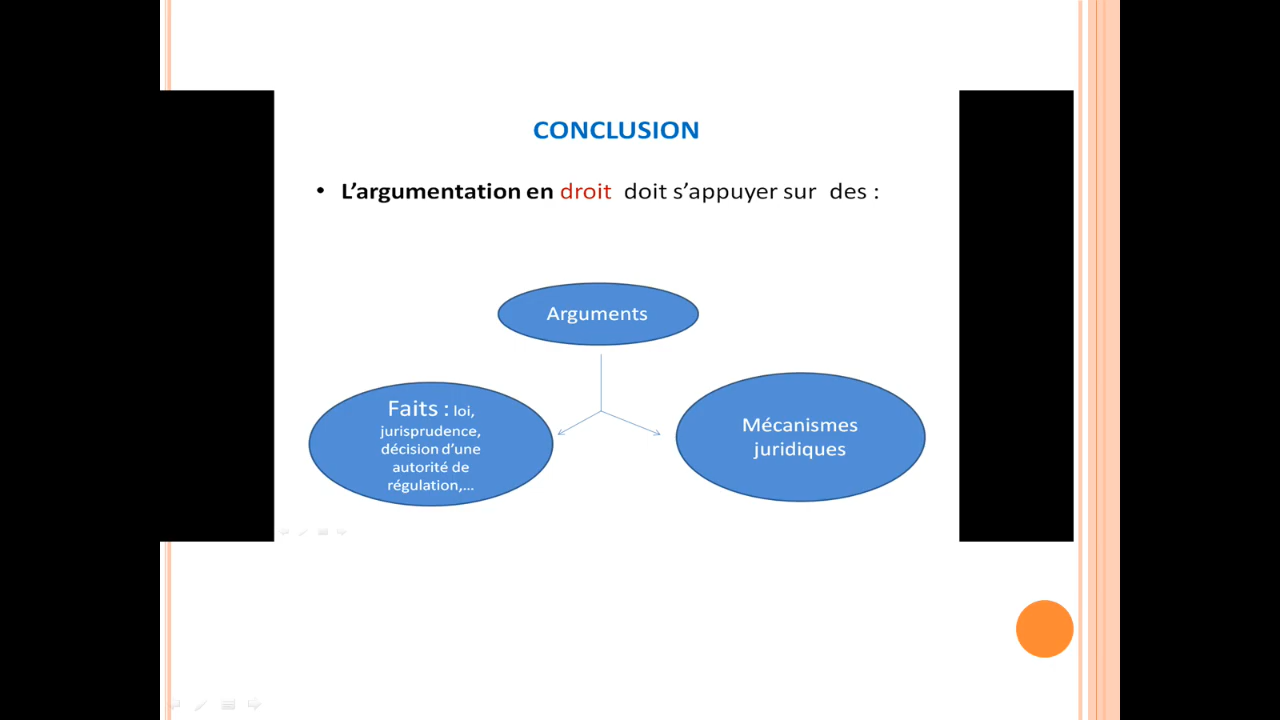 CONCLUSION
• L’argumentation en droit doit s’appuyer sur des :
Arguments
Faits : loi,
jurisprudence,
décision d’une
autorité de
régulation,...
Mécanismes
juridiques